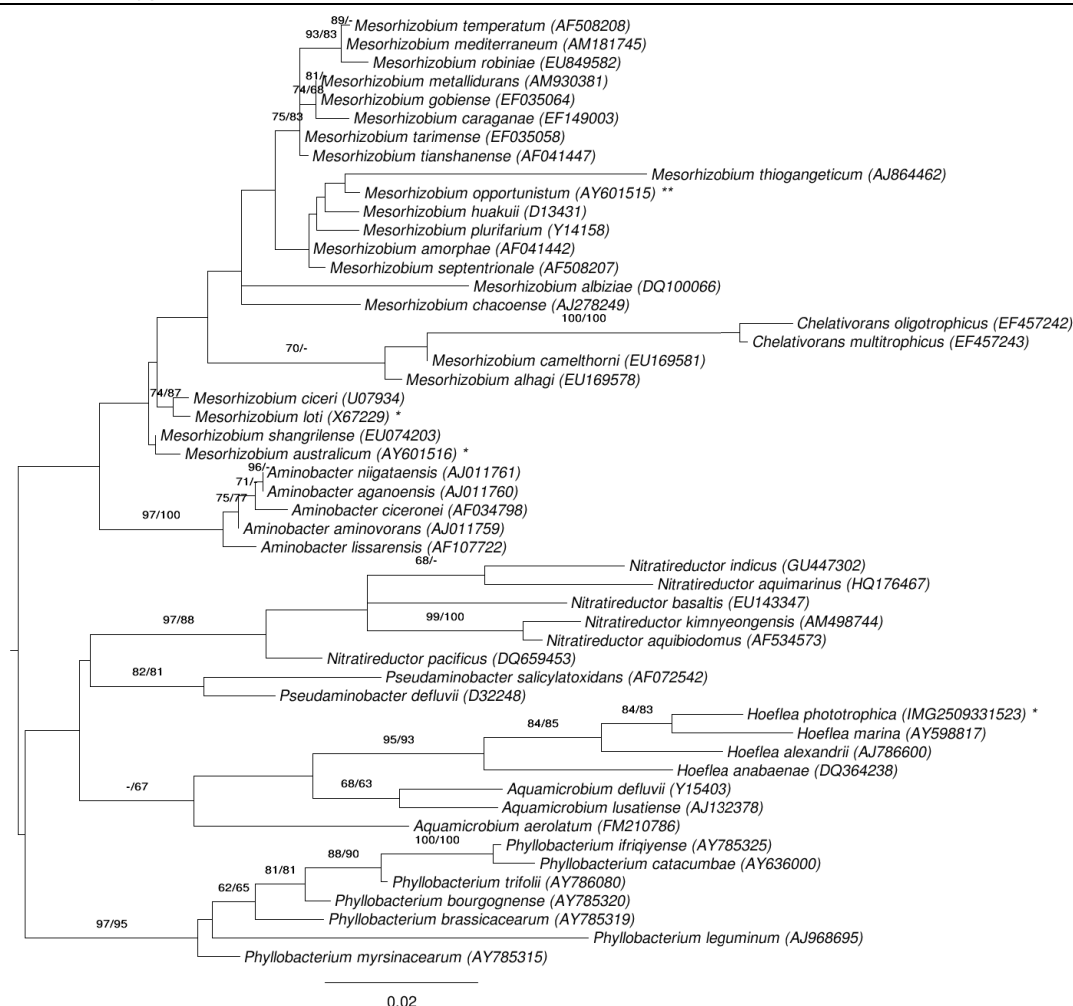 89/-
Mesorhizobium temperatum (AF508208)
93/83
Mesorhizobium mediterraneum (AM181745)
Mesorhizobium robiniae (EU849582)
81/-
Mesorhizobium metallidurans (AM930381)
74/68
Mesorhizobium gobiense (EF035064)
75/83
Mesorhizobium caraganae (EF149003)
Mesorhizobium tarimense (EF035058)
Mesorhizobium tianshanense (AF041447)
Mesorhizobium thiogangeticum (AJ864462)
Mesorhizobium opportunistum (AY601515) **
Mesorhizobium huakuii (D13431)
Mesorhizobium plurifarium (Y14158)
Mesorhizobium amorphae (AF041442)
Mesorhizobium septentrionale (AF508207)
Mesorhizobium albiziae (DQ100066)
Mesorhizobium chacoense (AJ278249)
100/100
Chelativorans oligotrophicus (EF457242)
Chelativorans multitrophicus (EF457243)
70/-
Mesorhizobium camelthorni (EU169581)
Mesorhizobium alhagi (EU169578)
74/87
Mesorhizobium ciceri (U07934)
Mesorhizobium loti (X67229) *
Mesorhizobium shangrilense (EU074203)
Mesorhizobium australicum (AY601516) *
96/-
Aminobacter niigataensis (AJ011761)
71/-
Aminobacter aganoensis (AJ011760)
75/77
Aminobacter ciceronei (AF034798)
97/100
Aminobacter aminovorans (AJ011759)
Aminobacter lissarensis (AF107722)
68/-
Nitratireductor indicus (GU447302)
Nitratireductor aquimarinus (HQ176467)
Nitratireductor basaltis (EU143347)
97/88
99/100
Nitratireductor kimnyeongensis (AM498744)
Nitratireductor aquibiodomus (AF534573)
Nitratireductor pacificus (DQ659453)
82/81
Pseudaminobacter salicylatoxidans (AF072542)
Pseudaminobacter defluvii (D32248)
84/83
Hoeflea phototrophica (IMG2509331523) *
84/85
Hoeflea marina (AY598817)
95/93
Hoeflea alexandrii (AJ786600)
Hoeflea anabaenae (DQ364238)
-/67
68/63
Aquamicrobium defluvii (Y15403)
Aquamicrobium lusatiense (AJ132378)
Aquamicrobium aerolatum (FM210786)
100/100
Phyllobacterium ifriqiyense (AY785325)
88/90
Phyllobacterium catacumbae (AY636000)
81/81
Phyllobacterium trifolii (AY786080)
62/65
Phyllobacterium bourgognense (AY785320)
Phyllobacterium brassicacearum (AY785319)
97/95
Phyllobacterium leguminum (AJ968695)
Phyllobacterium myrsinacearum (AY785315)
0.02